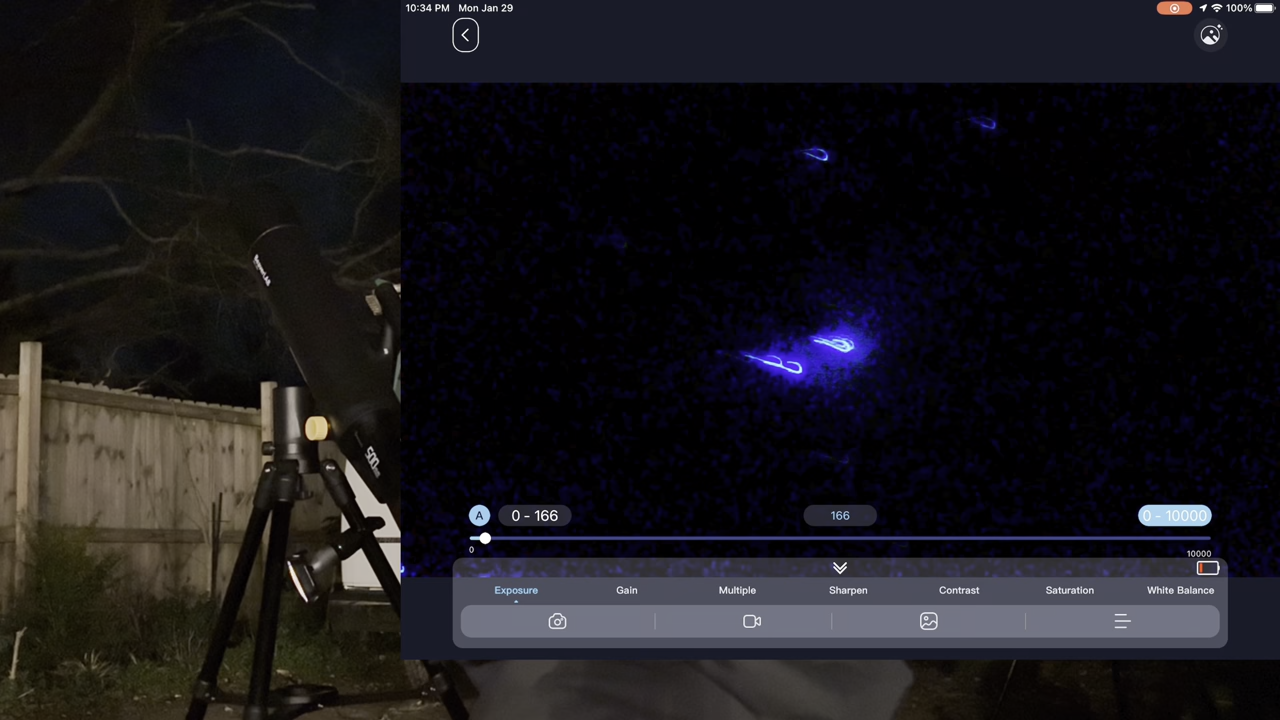 10:34 PM Mon Jan 29
100%
A
0 - 166
166
0 - 10000
0
10000
Exposure
Gain
Multiple
Sharpen
Contrast
Saturation
White Balance
500